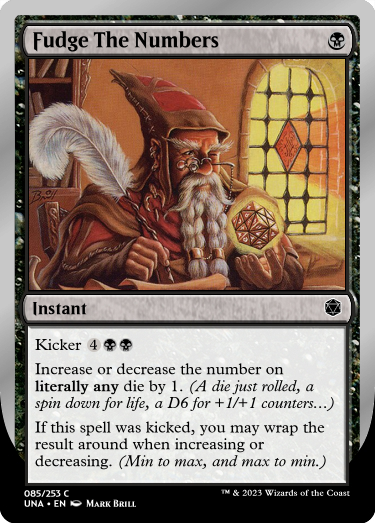 Fudge The Numbers
Brill
Instant
Kicker 4
Increase or decrease the number on
literally any die by 1. (A die just rolled, a
spin down for life, a D6 for +1/+1 counters…)
If this spell was kicked, you may wrap the
result around when increasing or
decreasing. (Min to max, and max to min.)
085/253 C
UNA • EN Mark Brill
™ & 2023 Wizards of the Coast